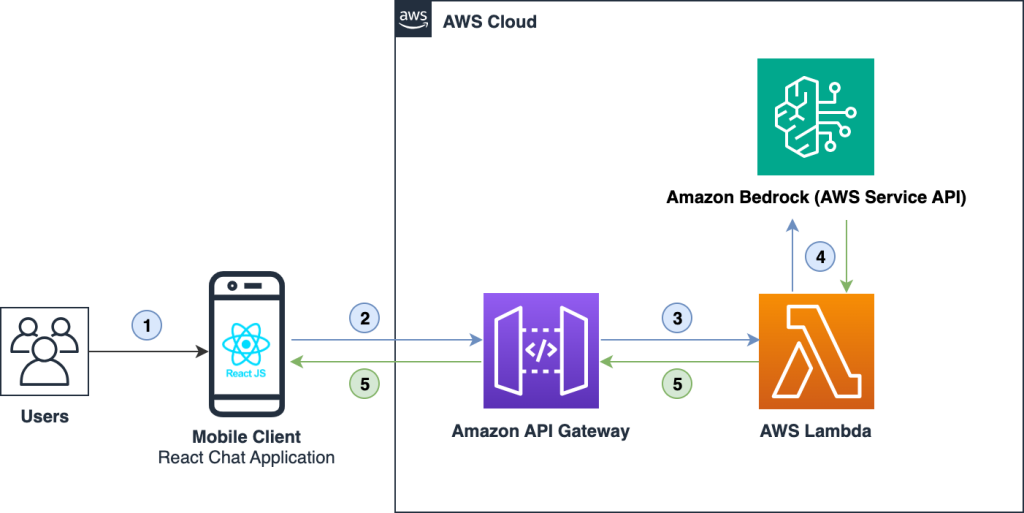 aws
AWS Cloud
Amazon Bedrock (AWS Service API)
4
1
2
3
React JS
</>
5
5
Users
Mobile Client
React Chat Application
Amazon API Gateway
AWS Lambda